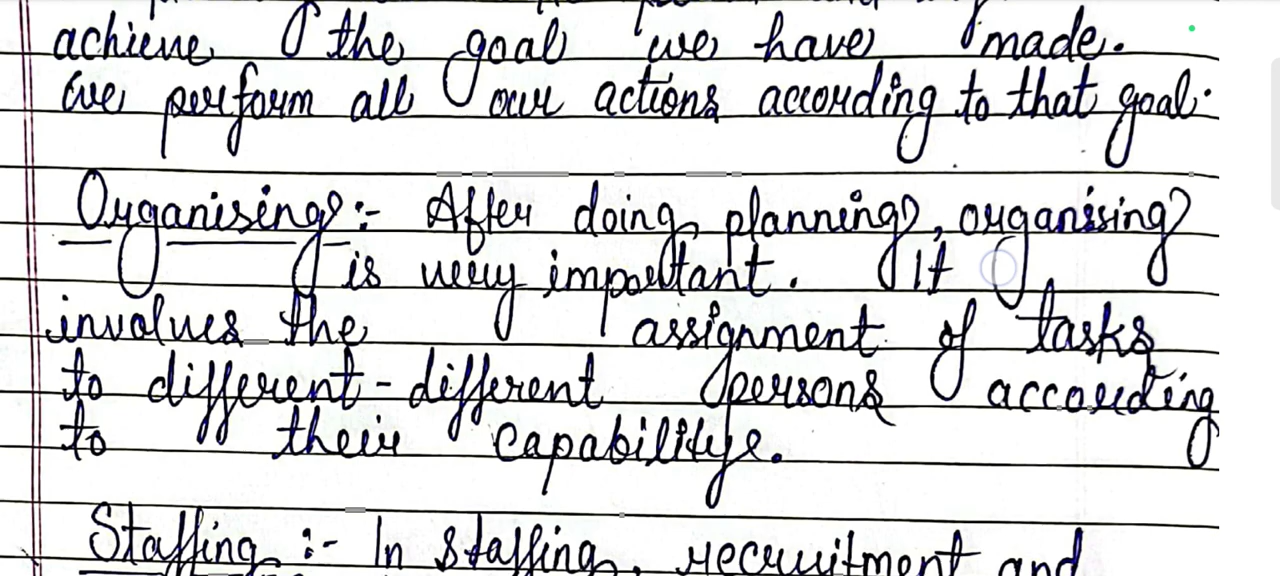 achieve the goal we have made.
we perform all our actions according to that goal.
Organising :- After doing planning, organising
is very important. It
involves the assignment of tasks
to different-different persons according
to their capability.
Staffing :- In staffing, recruitment and